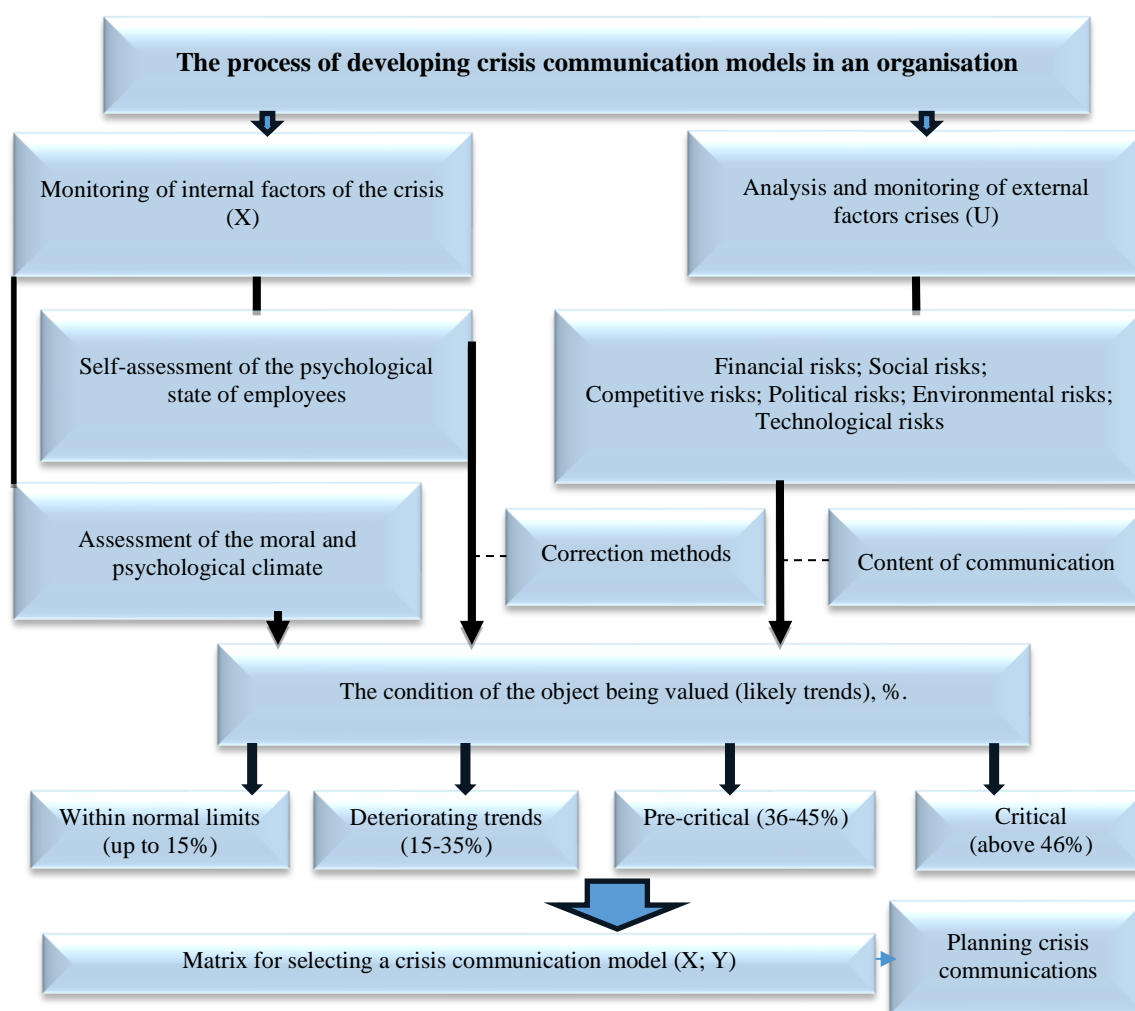 The process of developing crisis communication models in an organisation
Monitoring of internal factors of the crisis
(X)
Analysis and monitoring of external
factors crises (U)
Self-assessment of the psychological
state of employees
Financial risks; Social risks;
Competitive risks; Political risks; Environmental risks;
Technological risks
Assessment of the moral and
psychological climate
Correction methods
Content of communication
The condition of the object being valued (likely trends), %.
Within normal limits
(up to 15%)
Deteriorating trends
(15-35%)
Pre-critical (36-45%)
Critical
(above 46%)
Matrix for selecting a crisis communication model (X; Y)
Planning crisis
communications